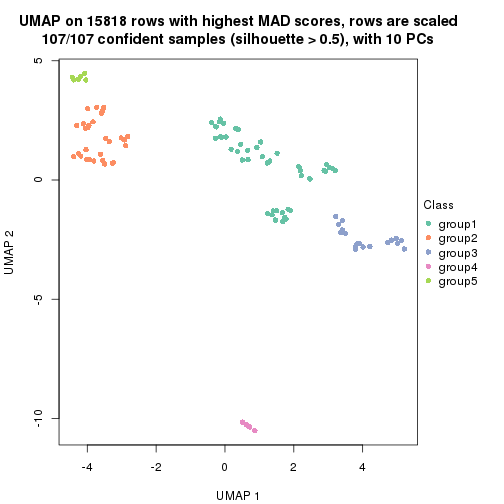 UMAP on 15818 rows with highest MAD scores, rows are scaled
107/107 confident samples (silhouette > 0.5), with 10 PCs
5
0
-5
-10
UMAP 2
-4
-2
0
2
4
UMAP 1
Class
group1
group2
group3
group4
group5